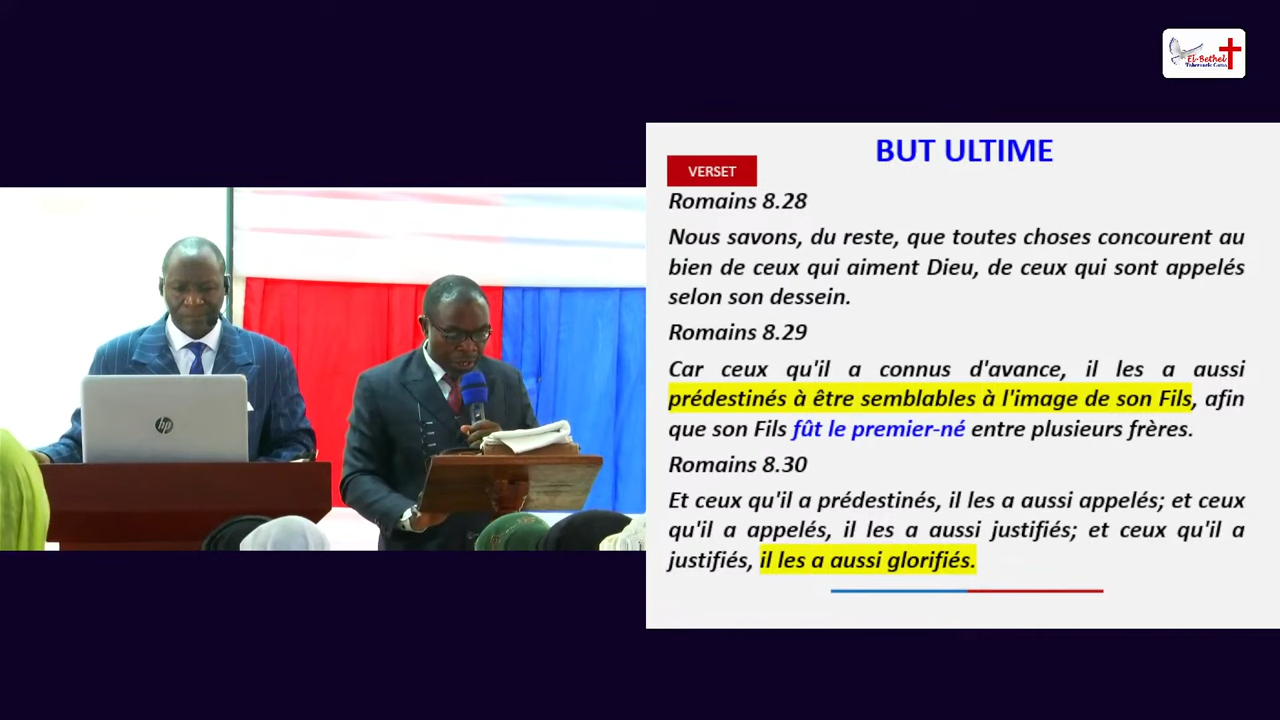 El-Bethel
BUT ULTIME
VERSET
Romains 8.28
Nous savons, du reste, que toutes choses concourent au
bien de ceux qui aiment Dieu, de ceux qui sont appelés
selon son dessein.
Romains 8.29
Car ceux qu'il a connus d'avance, il les a aussi
prédestinés à être semblables à l'image de son Fils, afin
que son Fils fût le premier-né entre plusieurs frères.
Romains 8.30
Et ceux qu'il a prédestinés, il les a aussi appelés; et ceux
qu'il a appelés, il les a aussi justifiés; et ceux qu'il a
justifiés, il les a aussi glorifiés.
hp